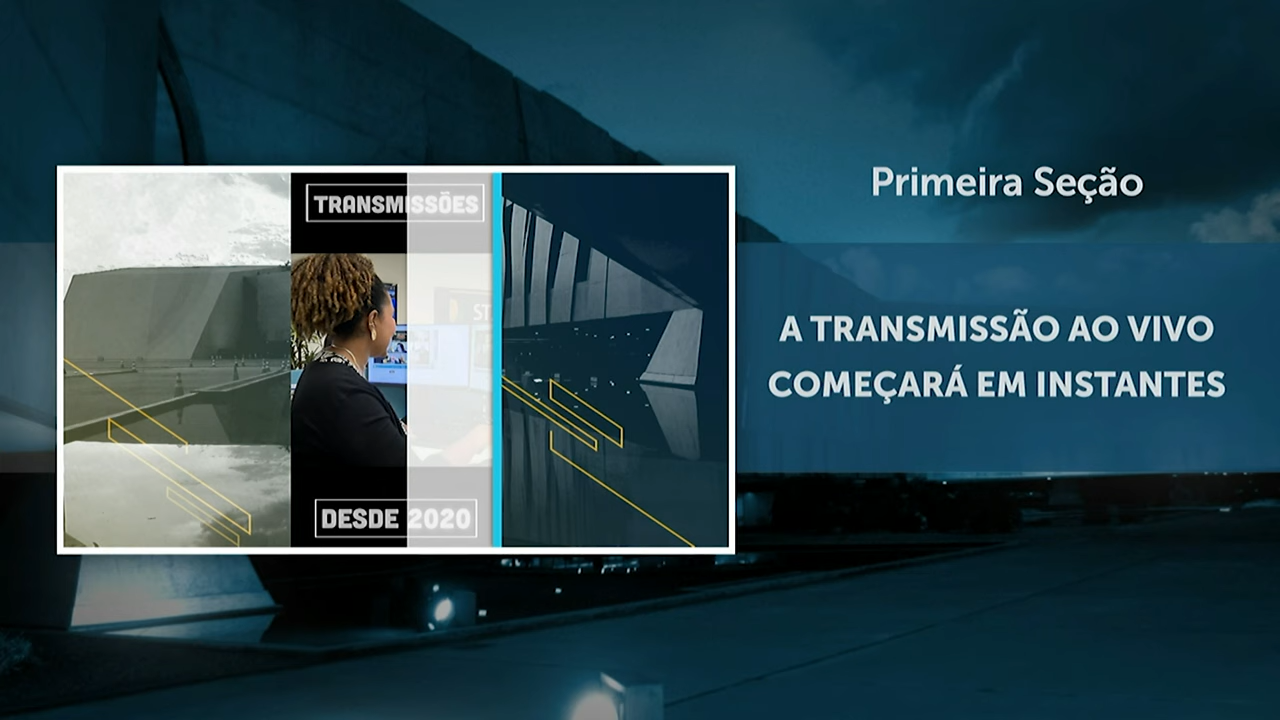 TRANSMISSÕES
DESDE 2020
Primeira Seção
A TRANSMISSÃO AO VIVO
COMEÇARÁ EM INSTANTES